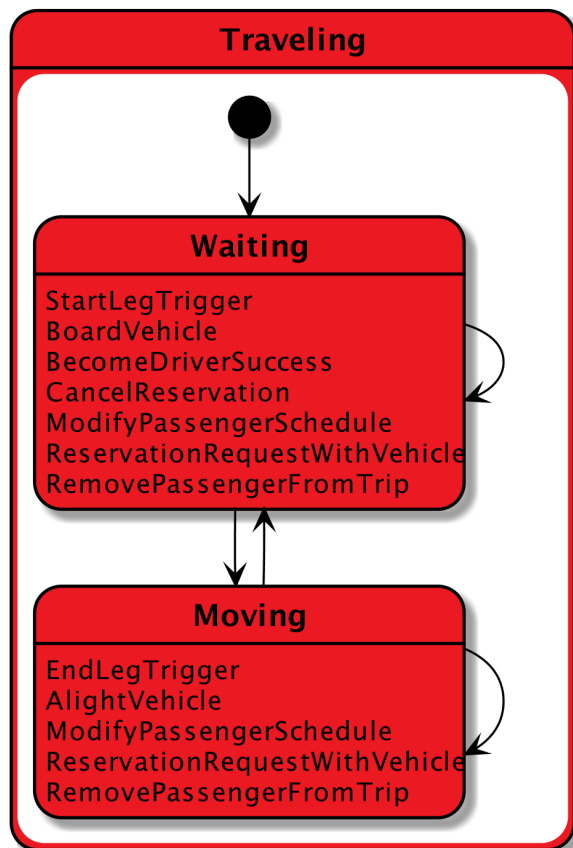 Traveling
Waiting
StartLegTrigger
BoardVehicle
BecomeDriverSuccess
CancelReservation
ModifyPassengerSchedule
ReservationRequestWithVehicle
RemovePassengerFromTrip
Moving
EndLegTrigger
AlightVehicle
ModifyPassengerSchedule
ReservationRequestWithVehicle
RemovePassengerFromTrip